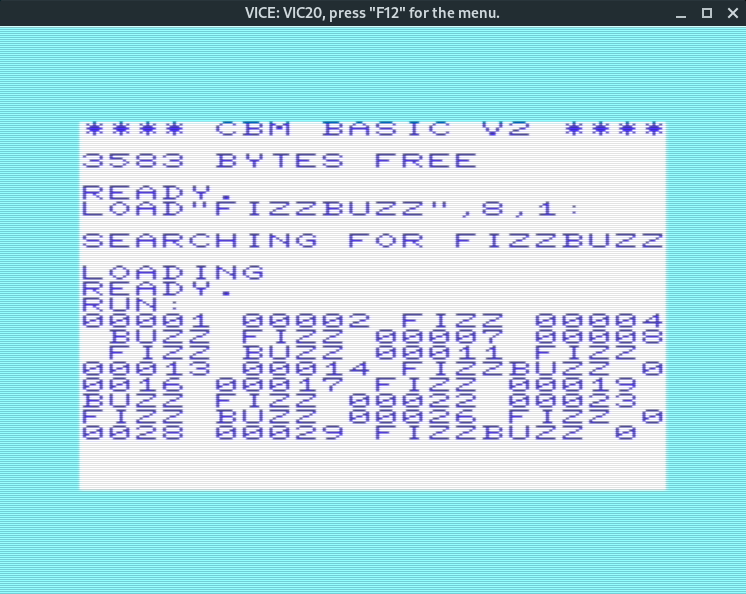 VICE: VIC20, press "F12" for the menu.
**** CBM BASIC V2 ****
3583 BYTES FREE
READY.
LOAD"FIZZBUZZ",8,1:
SEARCHING FOR FIZZBUZZ
LOADING
READY.
RUN:
00001 00002 FIZZ 00004
BUZZ FIZZ 00007 00008
FIZZ BUZZ 00011 FIZZ
00013 00014 FIZZBUZZ 0
0016 00017 FIZZ 00019
BUZZ FIZZ 00022 00023
FIZZ BUZZ 00026 FIZZ 0
0028 00029 FIZZBUZZ 0